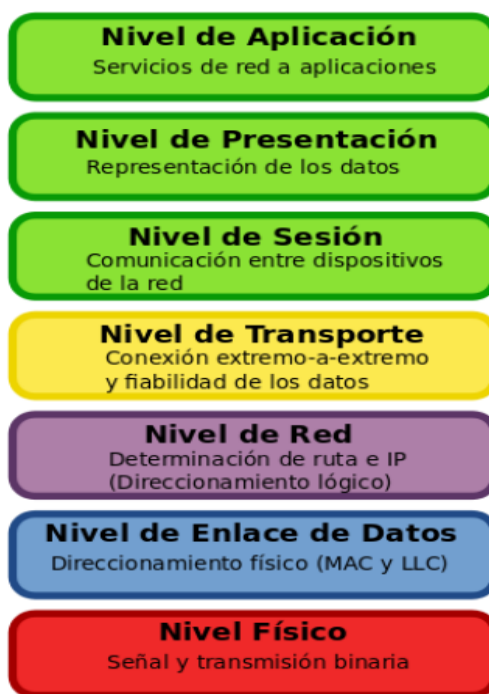 Nivel de Aplicación
Servicios de red a aplicaciones
Nivel de Presentación
Representación de los datos
Nivel de Sesión
Comunicación entre dispositivos
de la red
Nivel de Transporte
Conexión extremo-a-extremo
y fiabilidad de los datos
Nivel de Red
Determinación de ruta e IP
(Direccionamiento lógico)
Nivel de Enlace de Datos
Direccionamiento físico (MAC y LLC)
Nivel Físico
Señal y transmisión binaria